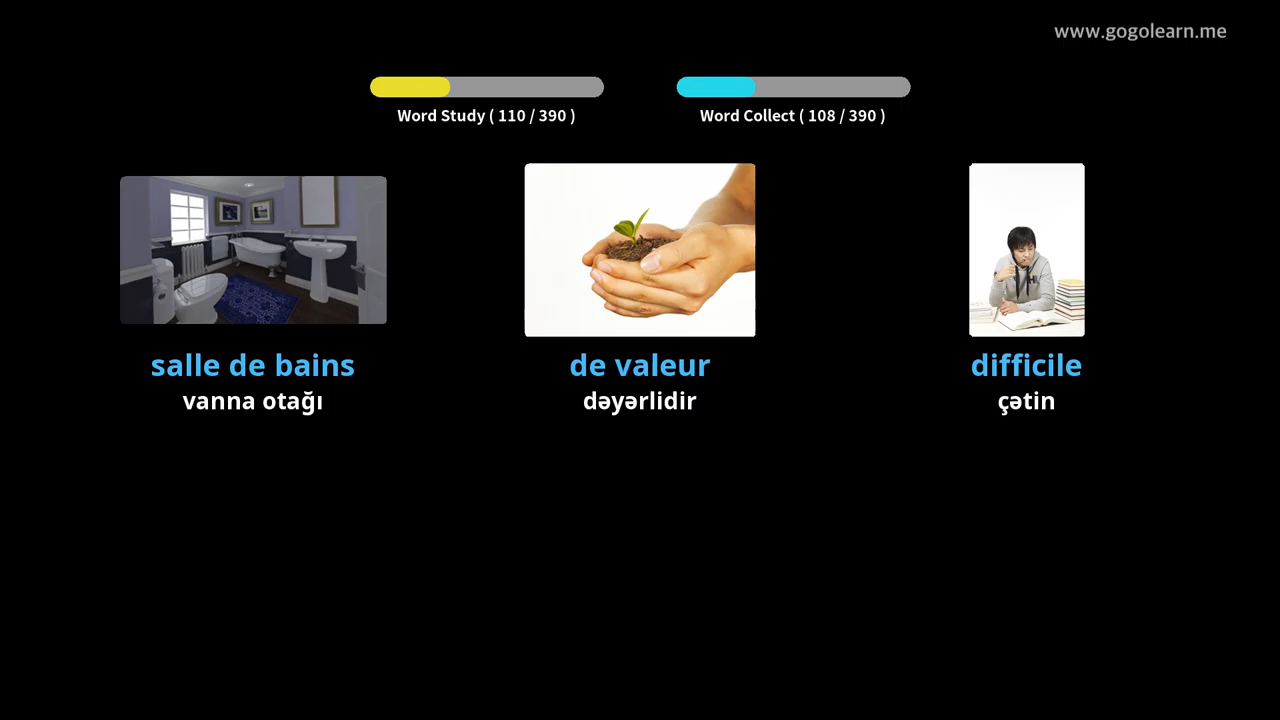 www.gogolearn.me
Word Study ( 110 / 390 )
Word Collect ( 108 / 390 )
salle de bains
vanna otağı
de valeur
dəyərlidir
difficile
çətin